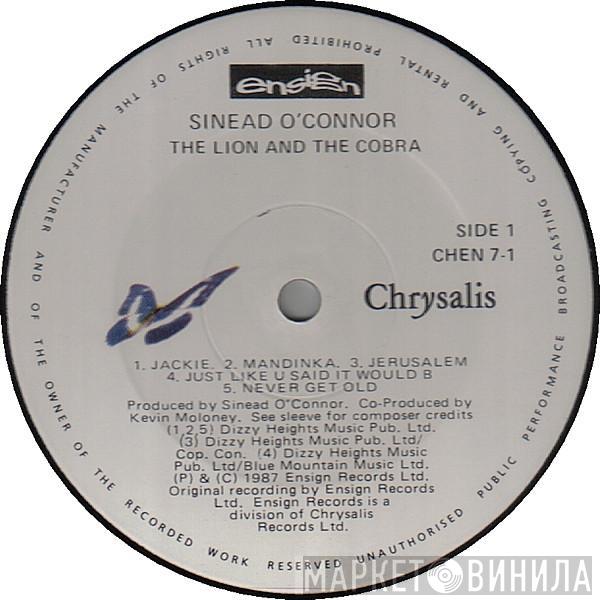 ALL RIGHTS OF THE MANUFACTURER AND OF THE OWNER OF THE RECORDED WORK RESERVED UNAUTHORISED PUBLIC PERFORMANCE BROADCASTING COPYING AND RENTAL PROHIBITED
ensign
SINEAD O'CONNOR
THE LION AND THE COBRA
SIDE 1
CHEN 7-1
Chrysalis
1. JACKIE. 2. MANDINKA. 3. JERUSALEM
4. JUST LIKE U SAID IT WOULD B
5. NEVER GET OLD
Produced by Sinead O'Connor. Co-Produced by
Kevin Moloney. See sleeve for composer credits
(1,2,5) Dizzy Heights Music Pub. Ltd/
(3) Dizzy Heights Music Pub. Ltd/
Cop. Con. (4) Dizzy Heights Music
Pub. Ltd/Blue Mountain Music Ltd.
(P) & (C) 1987 Ensign Records Ltd.
Original recording by Ensign Records
Ltd. Ensign Records is a
division of Chrysalis
Records Ltd.
МАРКЕТ ВИНИЛА